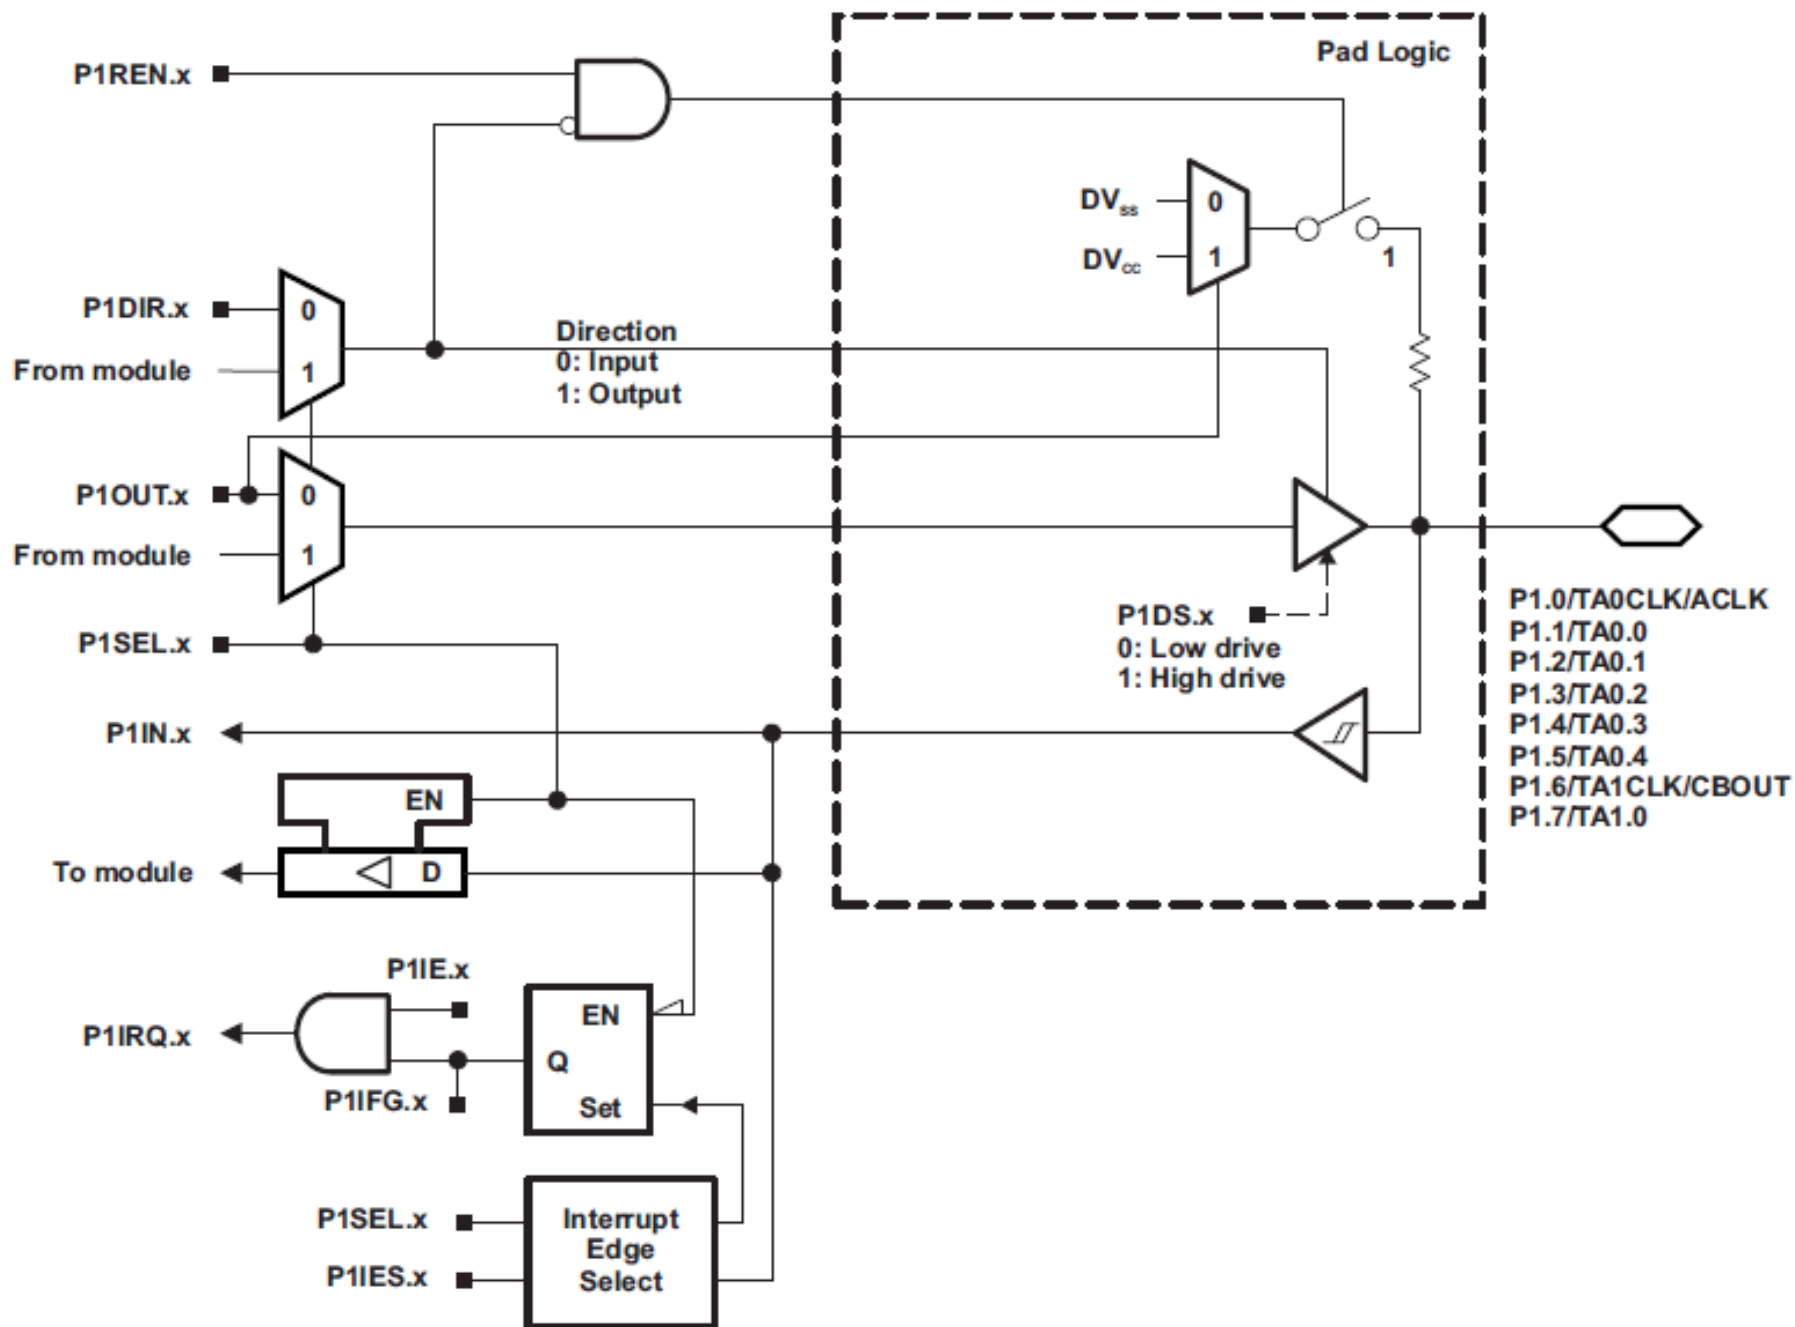 Pad Logic
P1REN.x
DVss
0
DVcc
1
1
P1DIR.x
0
From module
1
Direction
0: Input
1: Output
P1OUT.x
0
From module
1
P1SEL.x
P1DS.x
0: Low drive
1: High drive
P1.0/TA0CLK/ACLK
P1.1/TA0.0
P1.2/TA0.1
P1.3/TA0.2
P1.4/TA0.3
P1.5/TA0.4
P1.6/TA1CLK/CBOUT
P1.7/TA1.0
P1IN.x
EN
To module
D
P1IE.x
P1IRQ.x
EN
Q
Set
P1IFG.x
P1SEL.x
P1IES.x
Interrupt
Edge
Select